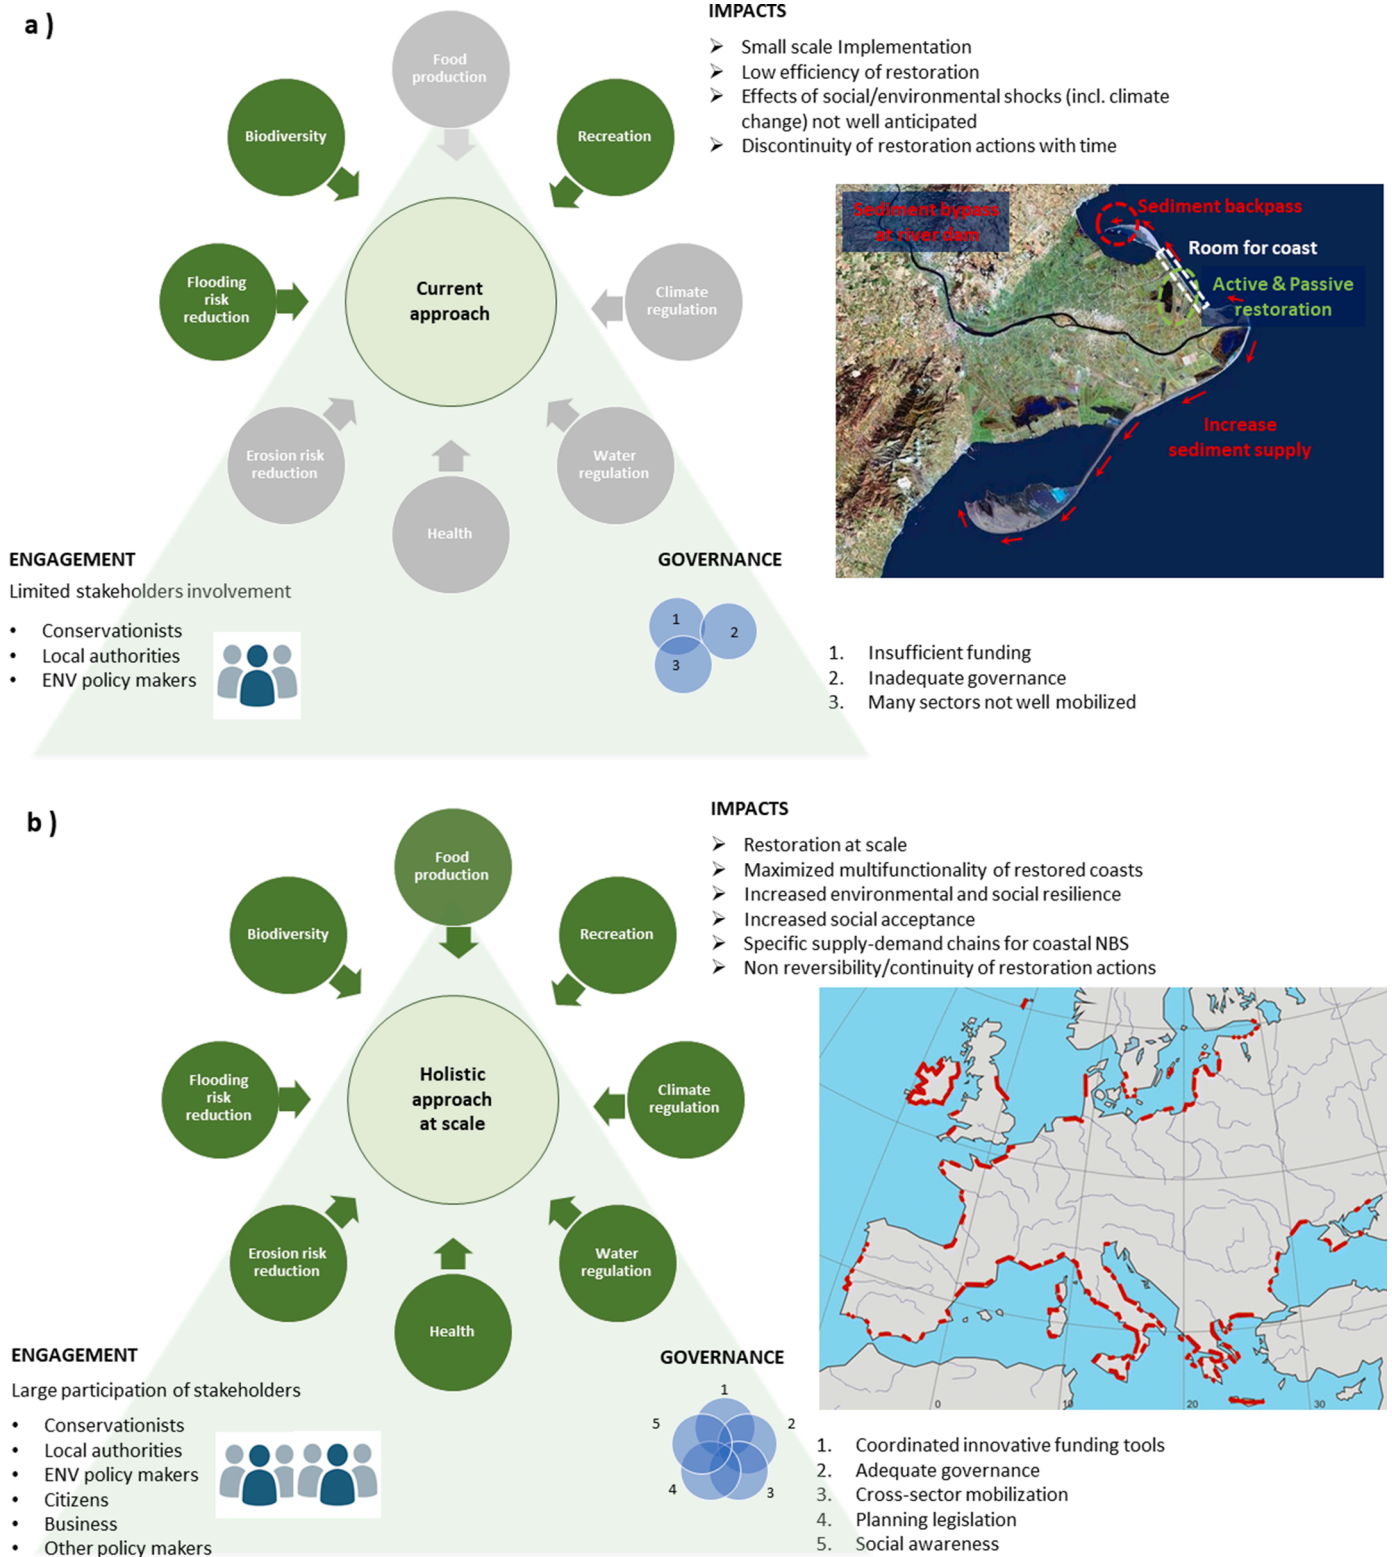 a )
IMPACTS
Small scale Implementation
Low efficiency of restoration
Effects of social/environmental shocks (incl. climate
change) not well anticipated
Discontinuity of restoration actions with time
Food
production
Biodiversity
Recreation
Flooding
risk
reduction
Current
approach
Climate
regulation
Erosion risk
reduction
Water
regulation
Health
Sediment bypass
at river dam
Sediment backpass
Room for coast
Active & Passive
restoration
Increase
sediment supply
ENGAGEMENT
Limited stakeholders involvement
• Conservationists
• Local authorities
• ENV policy makers
GOVERNANCE
1
2
3
1. Insufficient funding
2. Inadequate governance
3. Many sectors not well mobilized
b )
IMPACTS
Restoration at scale
Maximized multifunctionality of restored coasts
Increased environmental and social resilience
Increased social acceptance
Specific supply-demand chains for coastal NBS
Non reversibility/continuity of restoration actions
Food
production
Biodiversity
Recreation
Flooding
risk
reduction
Holistic
approach
at scale
Climate
regulation
Erosion risk
reduction
Water
regulation
Health
0
10
20
30
ENGAGEMENT
Large participation of stakeholders
• Conservationists
• Local authorities
• ENV policy makers
• Citizens
• Business
• Other policy makers
GOVERNANCE
1
5
2
4
3
1. Coordinated innovative funding tools
2. Adequate governance
3. Cross-sector mobilization
4. Planning legislation
5. Social awareness